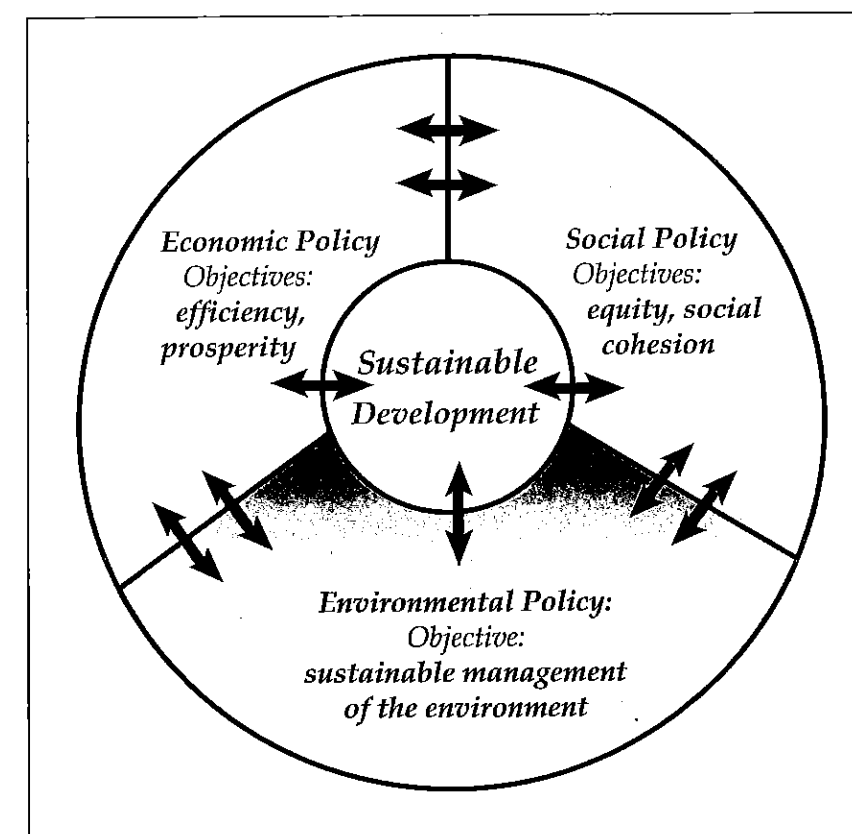 Economic Policy
Objectives:
efficiency,
prosperity
Social Policy
Objectives:
equity, social
cohesion
Sustainable
Development
Environmental Policy:
Objective:
sustainable management
of the environment